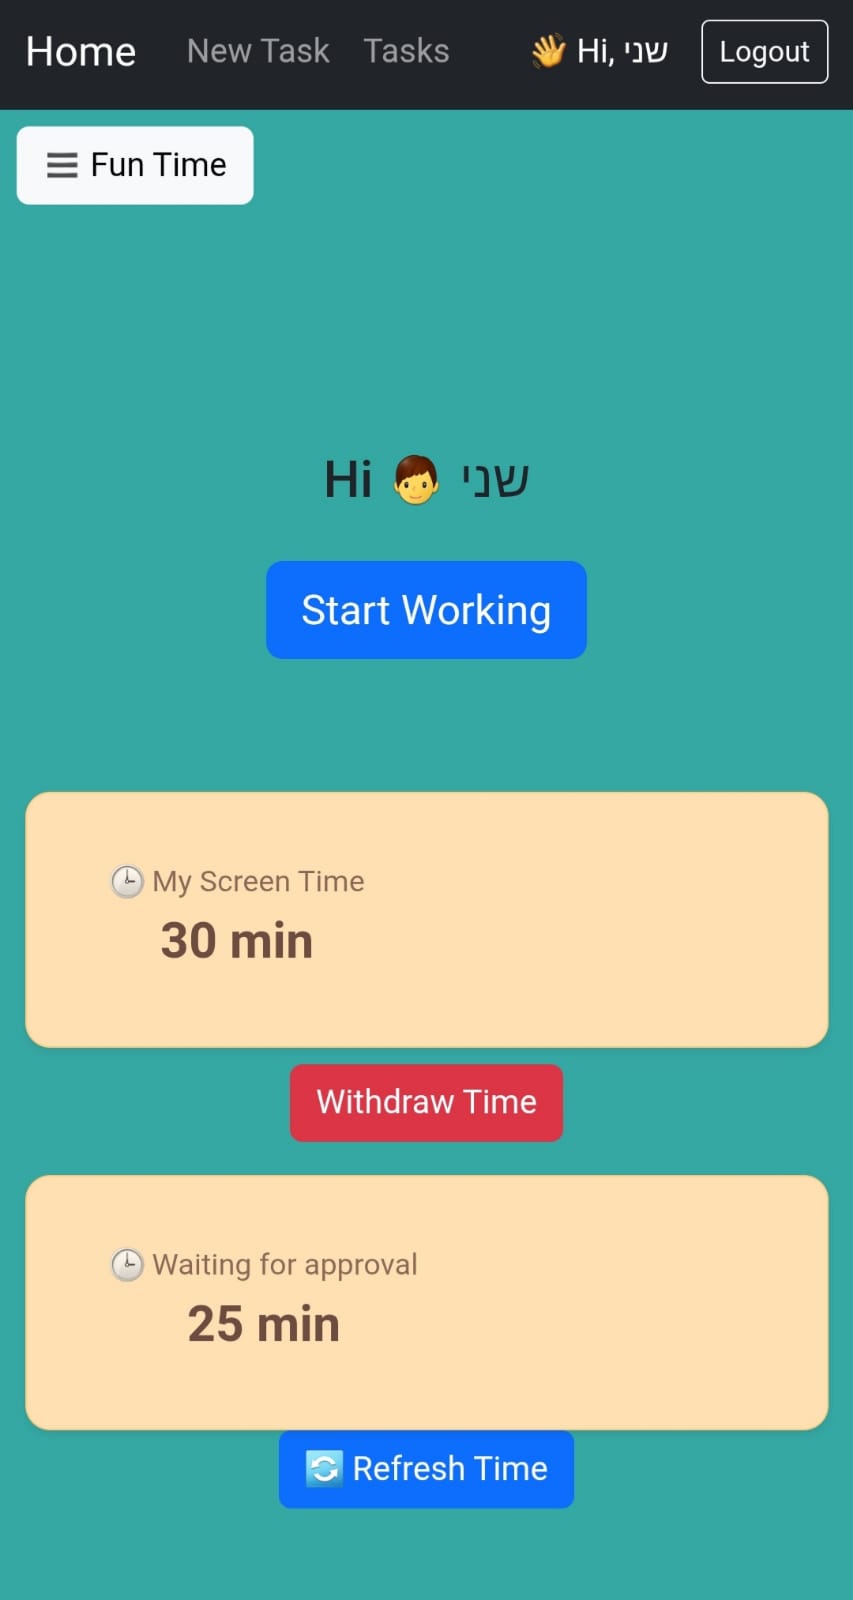 Home New Task Tasks 👋 Hi, שני Logout
☰ Fun Time
Hi 👦 שני
Start Working
🕒 My Screen Time
30 min
Withdraw Time
🕒 Waiting for approval
25 min
🔄 Refresh Time